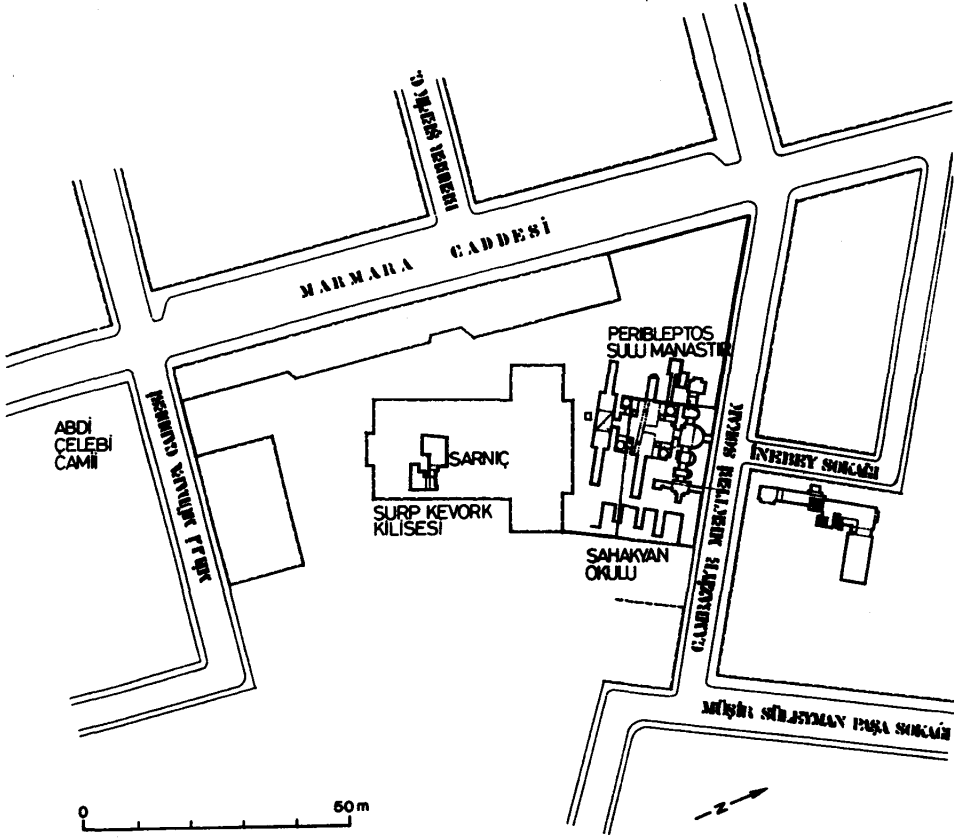 MARMARA CADDESİ
PERIBLEPTOS
SULU MANASTIR
ABDİ
ÇELEBİ
CAMİİ
SARNIÇ
SURP KEVORK
KİLİSESİ
SAHAKYAN
OKULU
İNEBEY SOKAĞI
SOKAK
MÜŞİR SÜLEYMAN PAŞA SOKAĞI
0 50 m
N